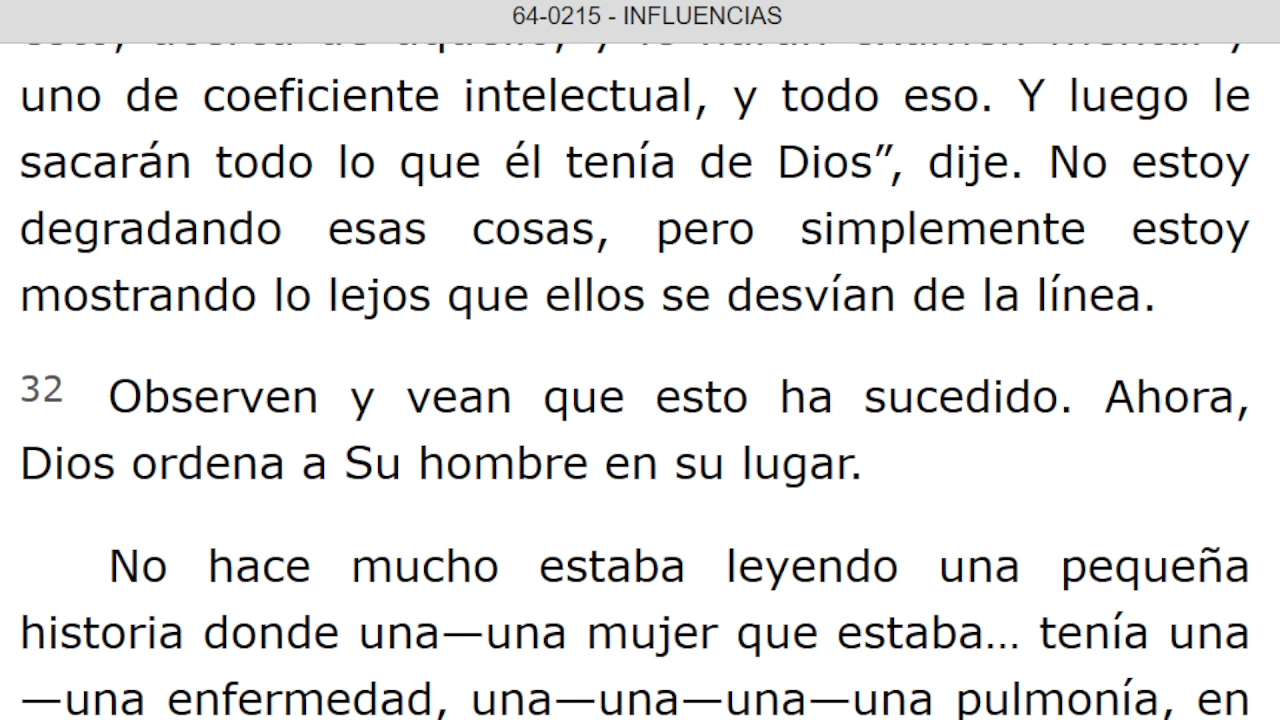 64-0215 - INFLUENCIAS
uno de coeficiente intelectual, y todo eso. Y luego le
sacarán todo lo que él tenía de Dios”, dije. No estoy
degradando esas cosas, pero simplemente estoy
mostrando lo lejos que ellos se desvían de la línea.
32 Observen y vean que esto ha sucedido. Ahora,
Dios ordena a Su hombre en su lugar.
No hace mucho estaba leyendo una pequeña
historia donde una—una mujer que estaba… tenía una
—una enfermedad, una—una—una—una pulmonía, en